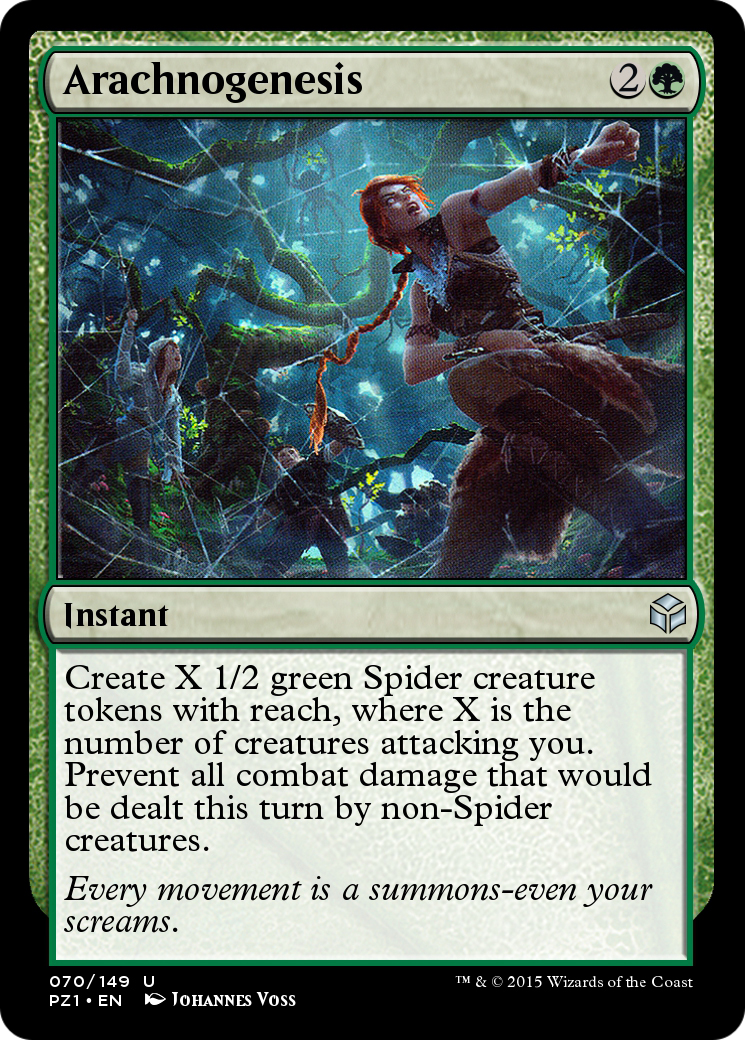 Arachnogenesis 2
Instant
Create X 1/2 green Spider creature
tokens with reach, where X is the
number of creatures attacking you.
Prevent all combat damage that would
be dealt this turn by non-Spider
creatures.
Every movement is a summons-even your
screams.
070/149 U
PZ1 • EN Johannes Voss
™ & © 2015 Wizards of the Coast